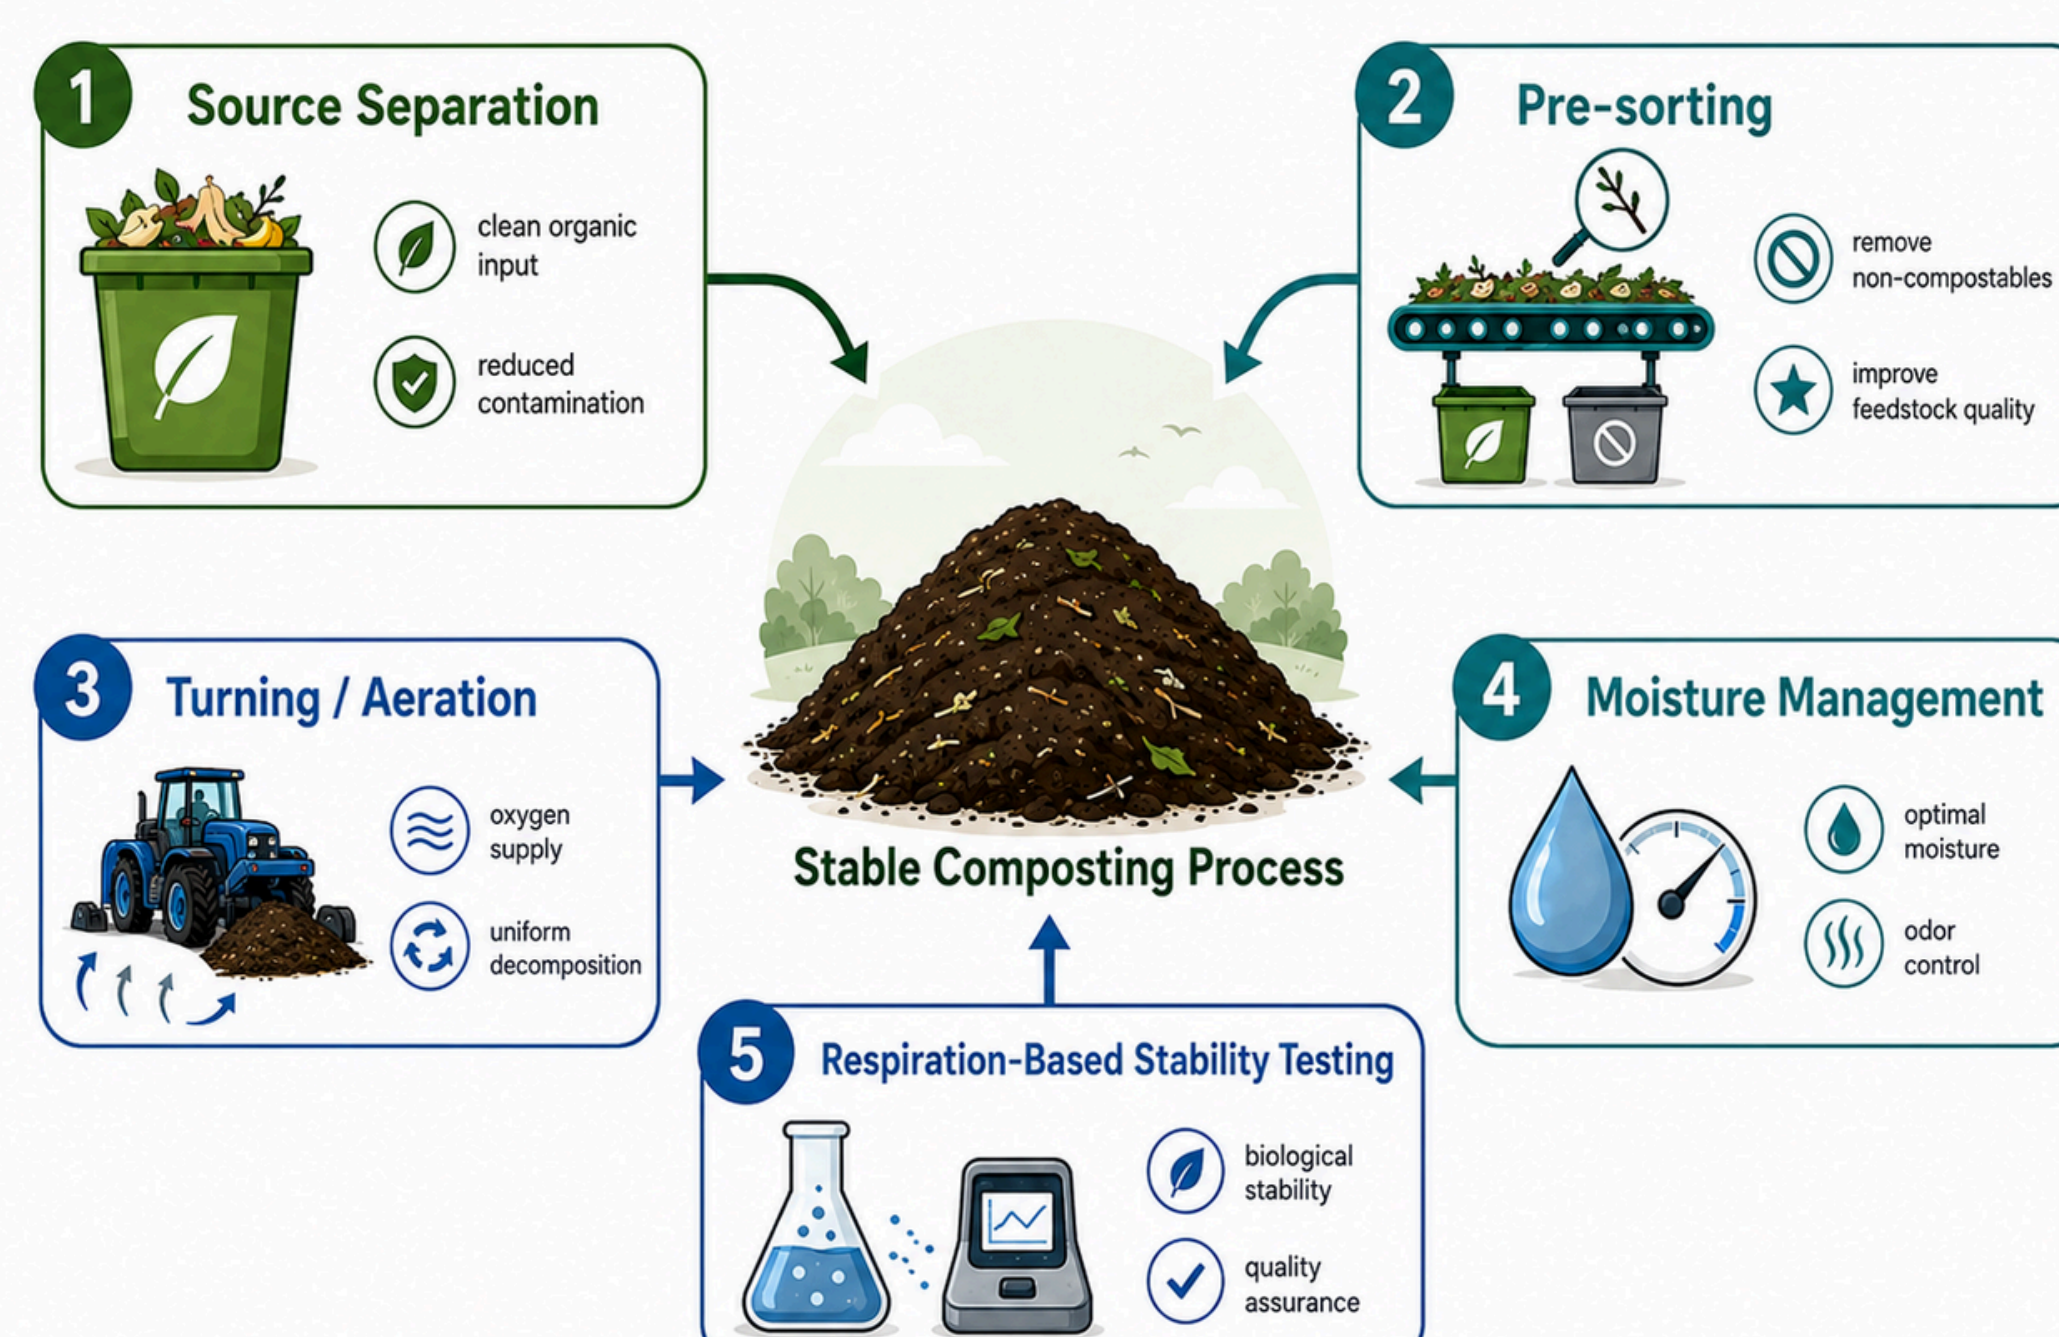 1
Source Separation
clean organic
input
reduced
contamination
2
Pre-sorting
remove
non-compostables
improve
feedstock quality
3
Turning / Aeration
oxygen
supply
uniform
decomposition
Stable Composting Process
4
Moisture Management
optimal
moisture
odor
control
5
Respiration-Based Stability Testing
biological
stability
quality
assurance